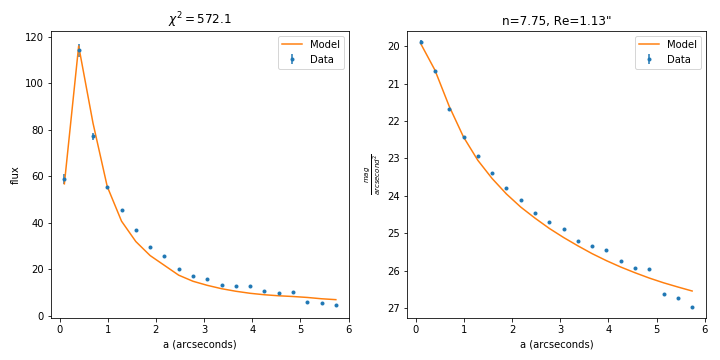 χ² = 572.1
n=7.75, Re=1.13"
Model
Data
Model
Data
flux
120
100
80
60
40
20
0
0 1 2 3 4 5 6
a (arcseconds)
mag
arcsecond²
20
21
22
23
24
25
26
27
0 1 2 3 4 5 6
a (arcseconds)